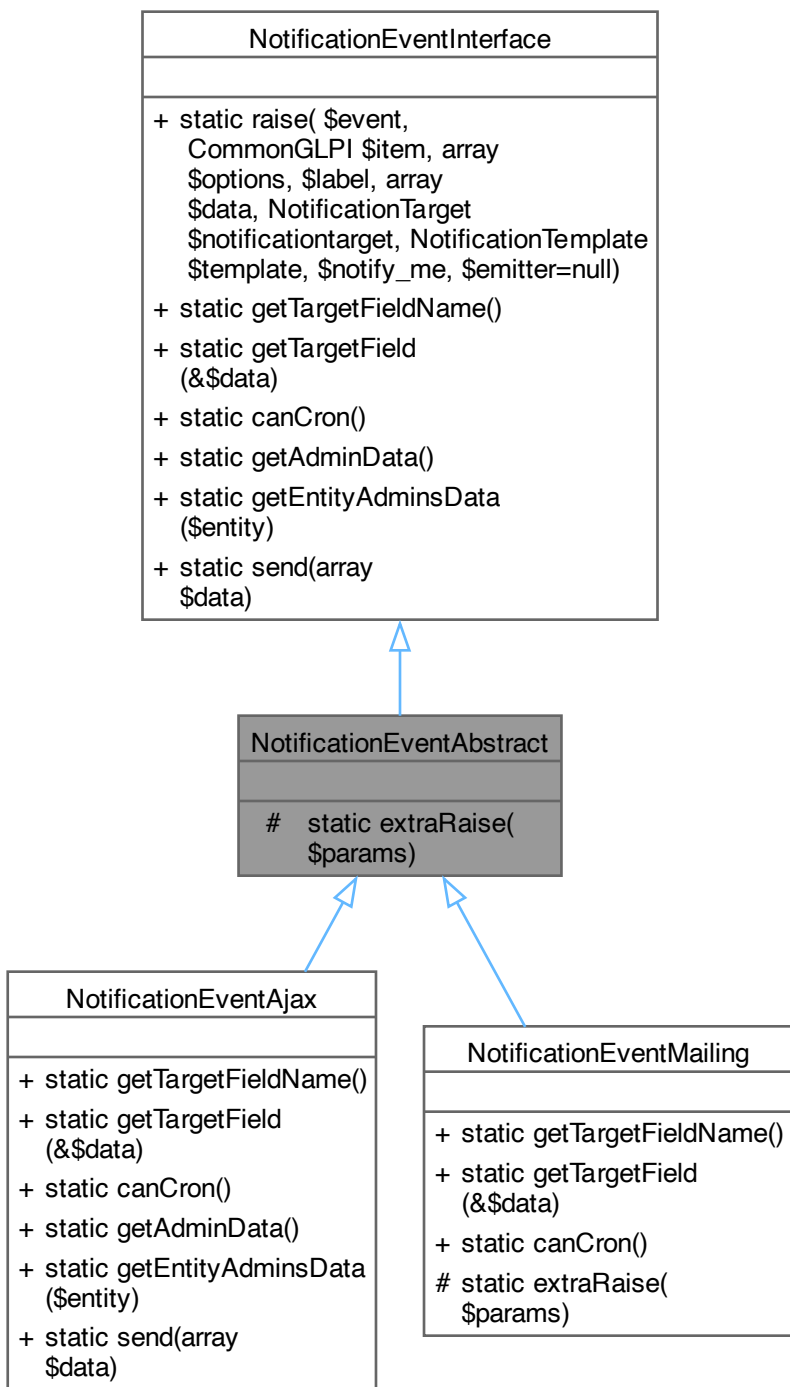 NotificationEventInterface
+ static raise( $event,
CommonGLPI $item, array
$options, $label, array
$data, NotificationTarget
$notificationtarget, NotificationTemplate
$template, $notify_me, $emitter=null)
+ static getTargetFieldName()
+ static getTargetField
(&$data)
+ static canCron()
+ static getAdminData()
+ static getEntityAdminsData
($entity)
+ static send(array
$data)
NotificationEventAbstract
# static extraRaise(
$params)
NotificationEventAjax
+ static getTargetFieldName()
+ static getTargetField
(&$data)
+ static canCron()
+ static getAdminData()
+ static getEntityAdminsData
($entity)
+ static send(array
$data)
NotificationEventMailing
+ static getTargetFieldName()
+ static getTargetField
(&$data)
+ static canCron()
# static extraRaise(
$params)